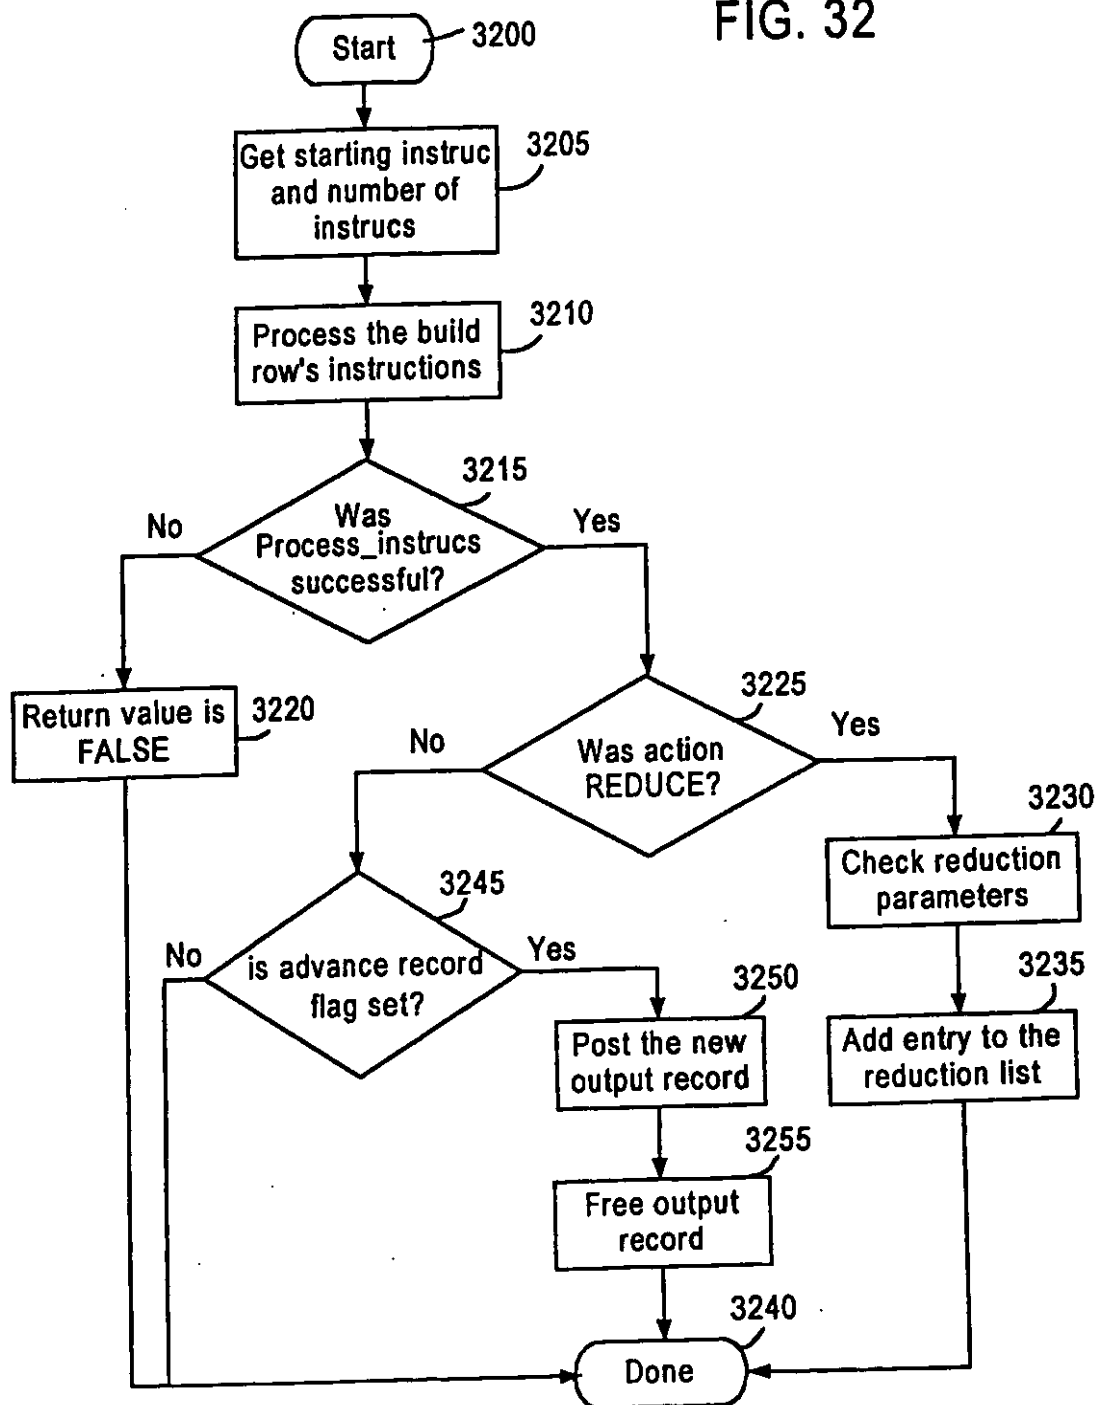 FIG. 32
Start
3200
Get starting instruc
and number of
instrucs
3205
Process the build
row's instructions
3210
Was
Process_instrucs
successful?
3215
No
Yes
Return value is
FALSE
3220
Was action
REDUCE?
3225
No
Yes
Check reduction
parameters
3230
Add entry to the
reduction list
3235
is advance record
flag set?
3245
No
Yes
Post the new
output record
3250
Free output
record
3255
Done
3240